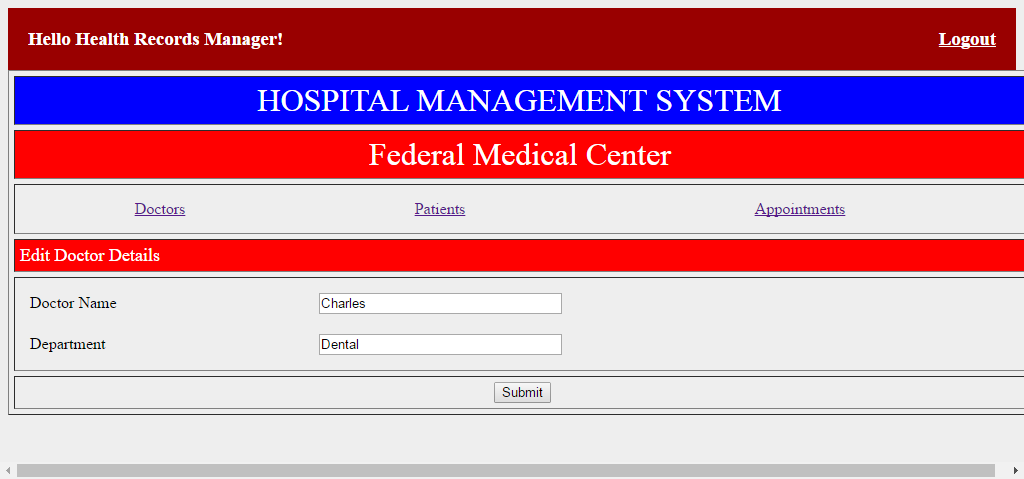 Hello Health Records Manager! Logout
HOSPITAL MANAGEMENT SYSTEM
Federal Medical Center
Doctors Patients Appointments
Edit Doctor Details
Doctor Name Charles
Department Dental
Submit